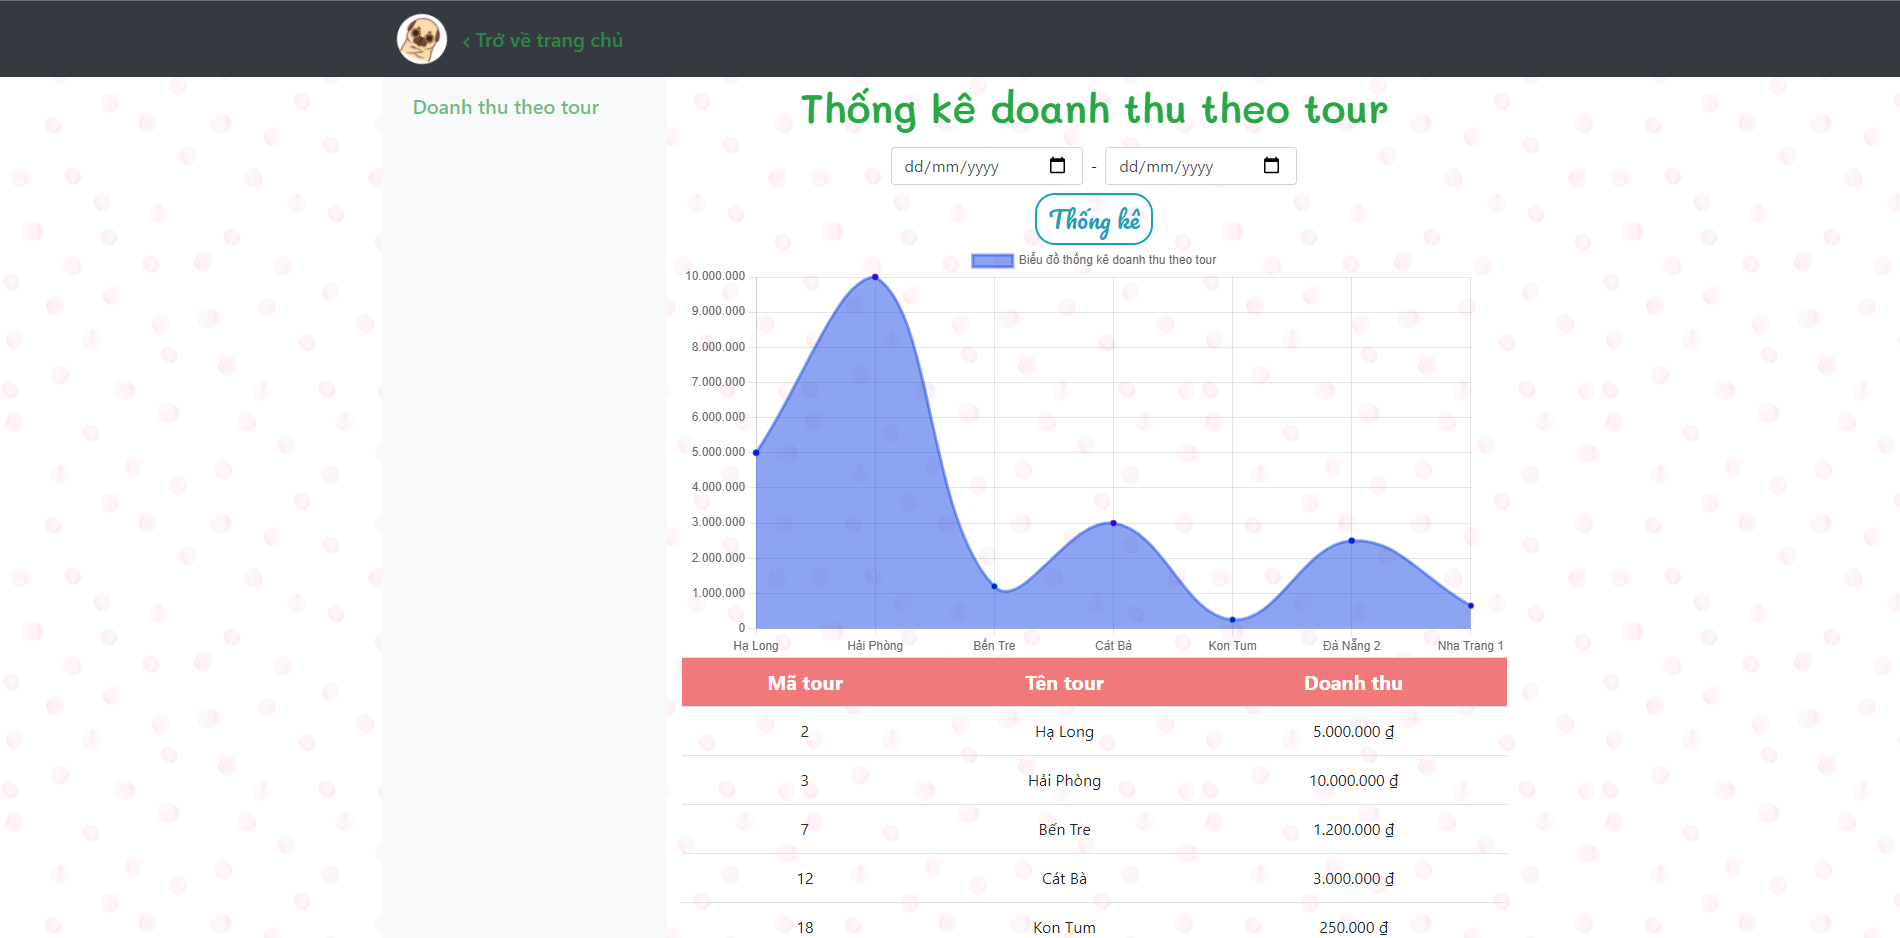 ‹ Trở về trang chủ
Doanh thu theo tour
Thống kê doanh thu theo tour
dd/mm/yyyy - dd/mm/yyyy
Thống kê
Biểu đồ thống kê doanh thu theo tour
10.000.000
9.000.000
8.000.000
7.000.000
6.000.000
5.000.000
4.000.000
3.000.000
2.000.000
1.000.000
0
Hạ Long Hải Phòng Bến Tre Cát Bà Kon Tum Đà Nẵng 2 Nha Trang 1
Mã tour Tên tour Doanh thu
2 Hạ Long 5.000.000 ₫
3 Hải Phòng 10.000.000 ₫
7 Bến Tre 1.200.000 ₫
12 Cát Bà 3.000.000 ₫
18 Kon Tum 250.000 ₫